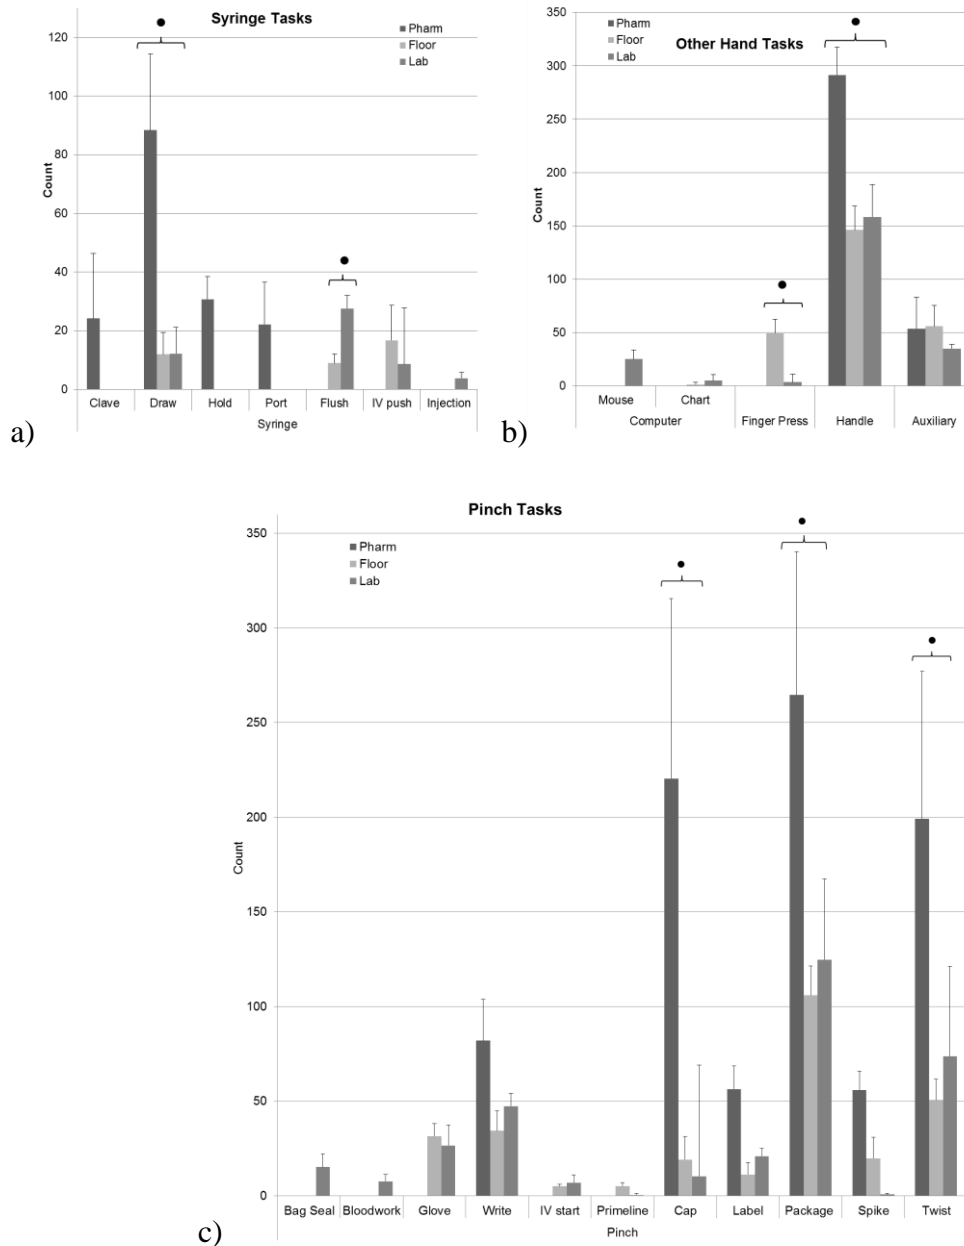 Syringe Tasks
Pharm
Floor
Lab
120
100
80
60
40
20
0
Count
Clave Draw Hold Port Flush IV push Injection
Syringe
a)
Other Hand Tasks
Pharm
Floor
Lab
350
300
250
200
150
100
50
0
Count
Mouse Chart
Computer Finger Press Handle Auxiliary
b)
Pinch Tasks
Pharm
Floor
Lab
350
300
250
200
150
100
50
0
Count
Bag Seal Bloodwork Glove Write IV start Primeline Cap Label Package Spike Twist
Pinch
c)